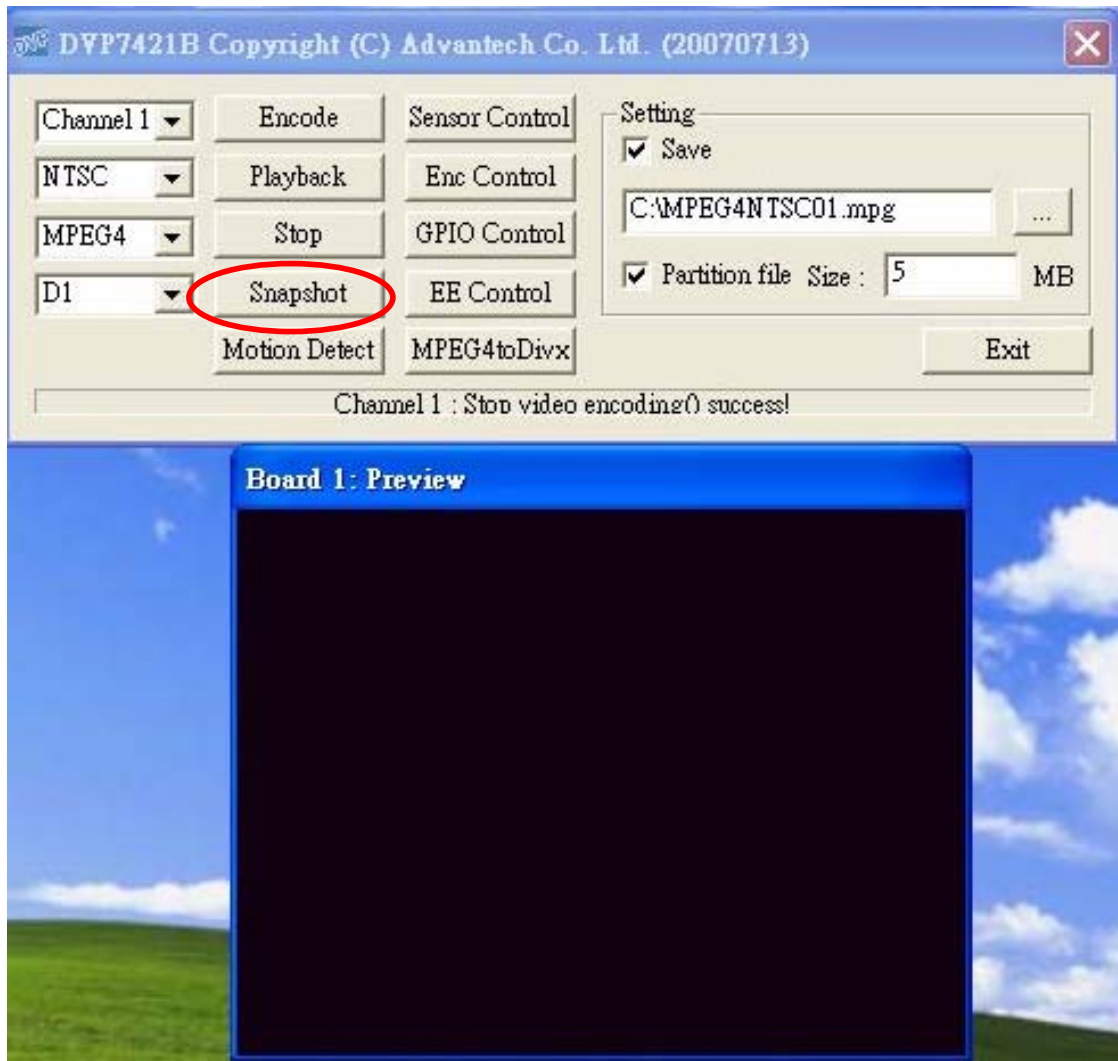 DVP7421B Copyright (C) Advantech Co. Ltd. (20070713)
Channel 1 Encode Sensor Control Setting
Save
NTSC Playback Enc Control
C:\MPEG4NTSC01.mpg ...
MPEG4 Stop GPIO Control
Partition file Size : 5 MB
D1 Snapshot EE Control
Motion Detect MPEG4toDivx Exit
Channel 1 : Stop video encoding() success!
Board 1: Preview